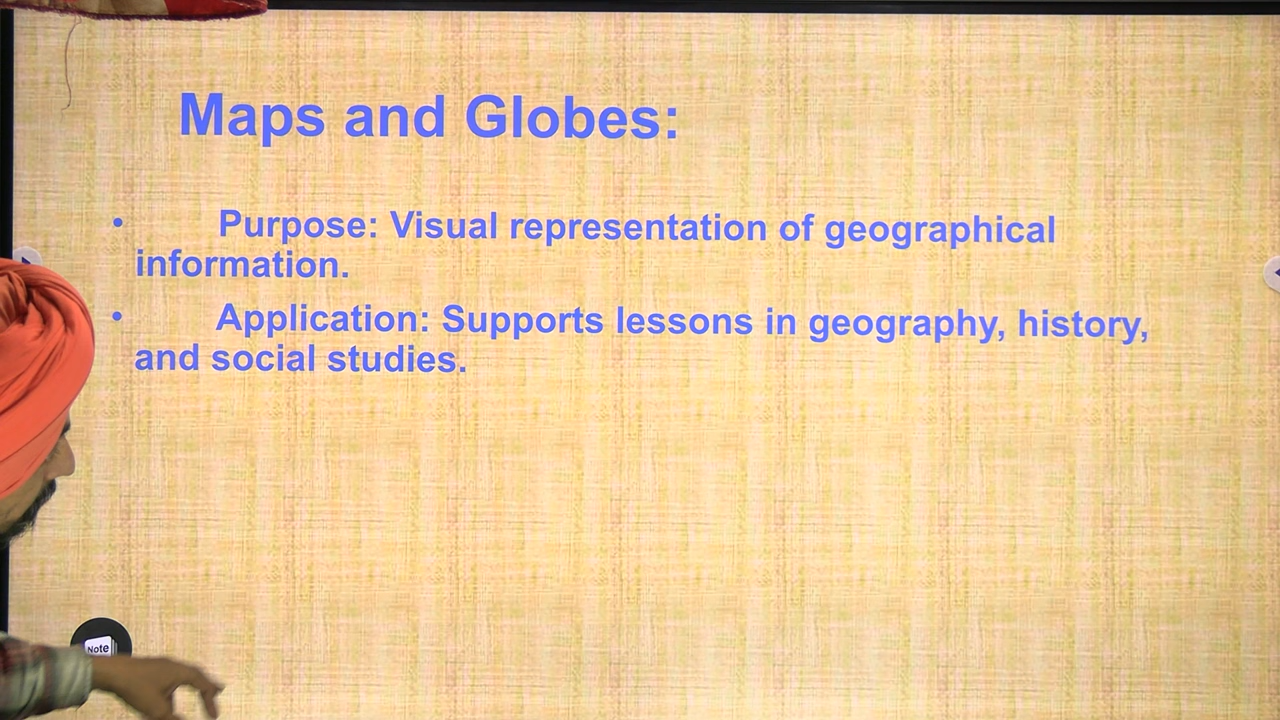 Maps and Globes:
• Purpose: Visual representation of geographical
information.
• Application: Supports lessons in geography, history,
and social studies.
Note